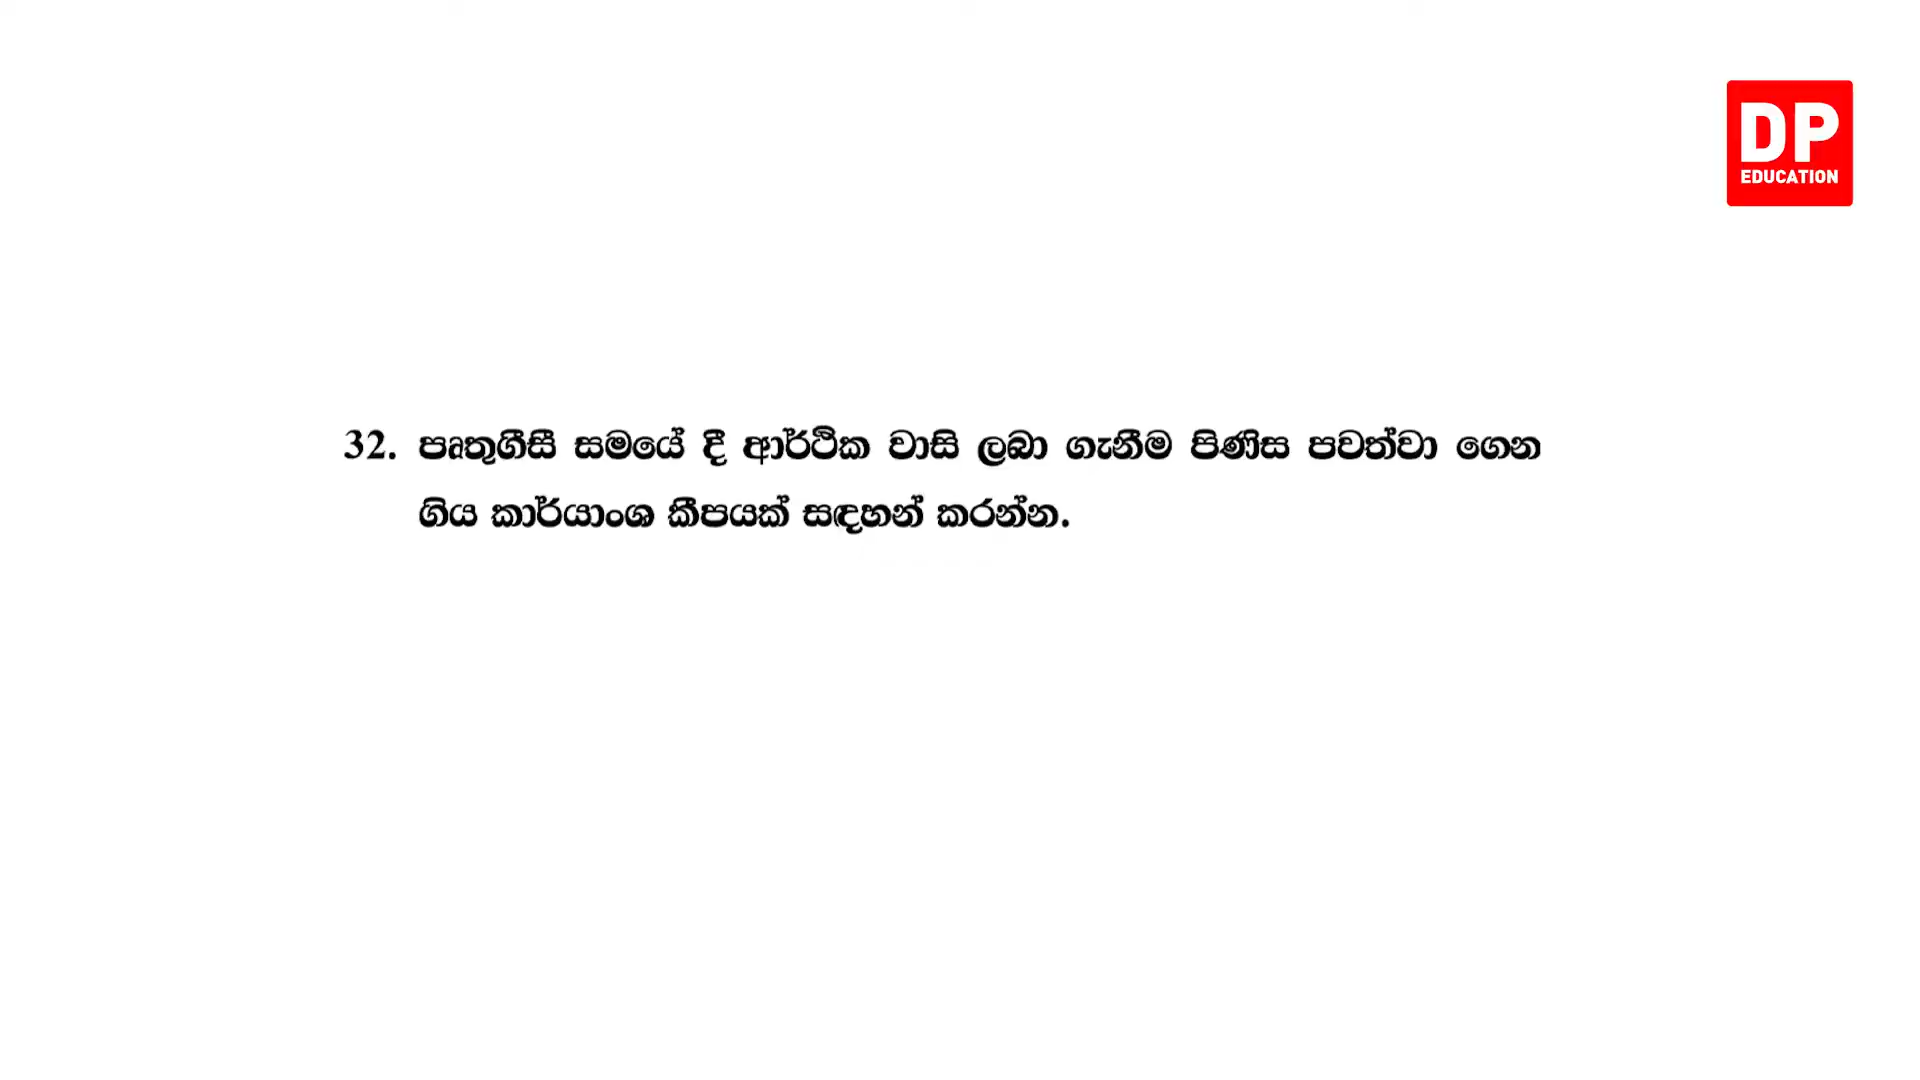 DP
EDUCATION
32. පෘතුගීසී සමයේ දී ආර්ථික වාසි ලබා ගැනීම පිණිස පවත්වා ගෙන
ගිය කාර්යාංශ කීපයක් සඳහන් කරන්න.